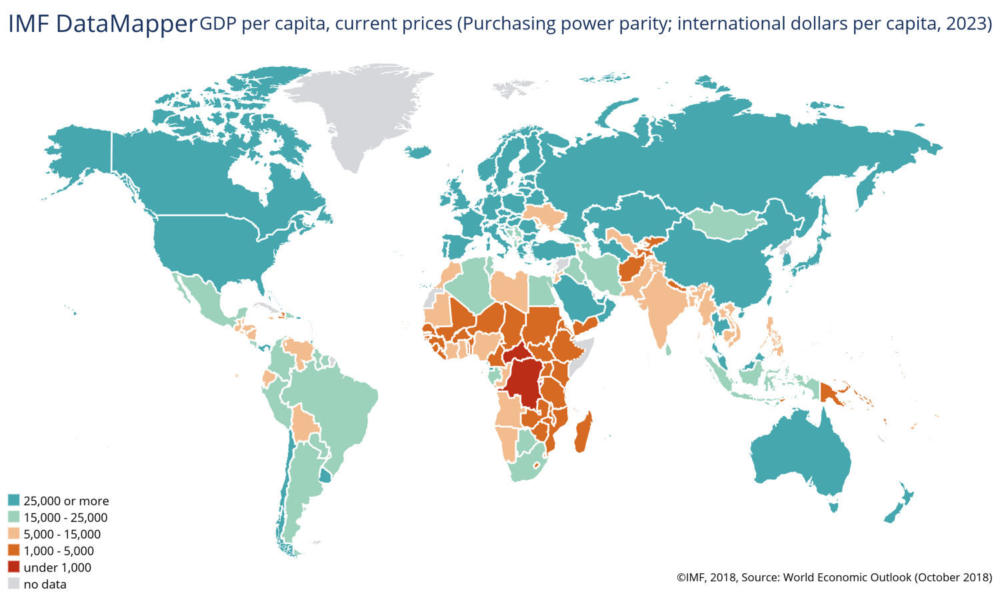 IMF DataMapper GDP per capita, current prices (Purchasing power parity; international dollars per capita, 2023)
25,000 or more
15,000 - 25,000
5,000 - 15,000
1,000 - 5,000
under 1,000
no data
©IMF, 2018, Source: World Economic Outlook (October 2018)